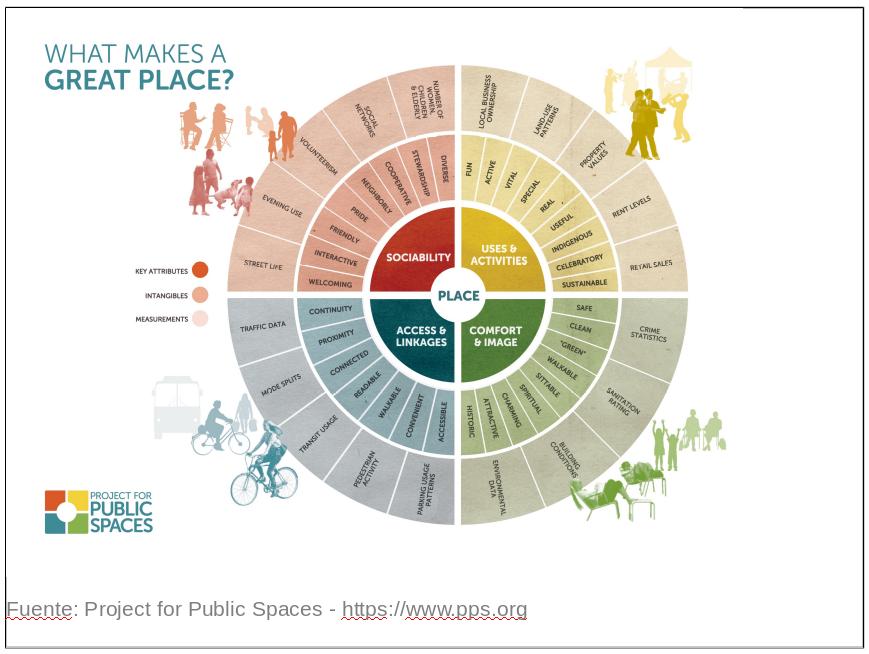 WHAT MAKES A
GREAT PLACE?
NUMBER OF
WOMEN,
CHILDREN
& ELDERLY
SOCIAL
NETWORKS
VOLUNTEERISM
EVENING USE
STREET LIFE
LOCAL BUSINESS
OWNERSHIP
LAND-USE
PATTERNS
PROPERTY
VALUES
RENT LEVELS
RETAIL SALES
DIVERSE
STEWARDSHIP
COOPERATIVE
NEIGHBORLY
PRIDE
FRIENDLY
INTERACTIVE
WELCOMING
FUN
ACTIVE
VITAL
SPECIAL
REAL
USEFUL
INDIGENOUS
CELEBRATORY
SUSTAINABLE
SOCIABILITY
USES &
ACTIVITIES
PLACE
ACCESS &
LINKAGES
COMFORT
& IMAGE
KEY ATTRIBUTES
INTANGIBLES
MEASUREMENTS
CONTINUITY
PROXIMITY
CONNECTED
READABLE
WALKABLE
CONVENIENT
ACCESSIBLE
SAFE
CLEAN
"GREEN"
WALKABLE
SITTABLE
SPIRITUAL
CHARMING
ATTRACTIVE
HISTORIC
TRAFFIC DATA
MODE SPLITS
TRANSIT USAGE
PEDESTRIAN
ACTIVITY
PARKING USAGE
PATTERNS
CRIME
STATISTICS
SANITATION
RATING
BUILDING
CONDITIONS
ENVIRONMENTAL
DATA
PROJECT FOR
PUBLIC
SPACES
Fuente: Project for Public Spaces - https://www.pps.org